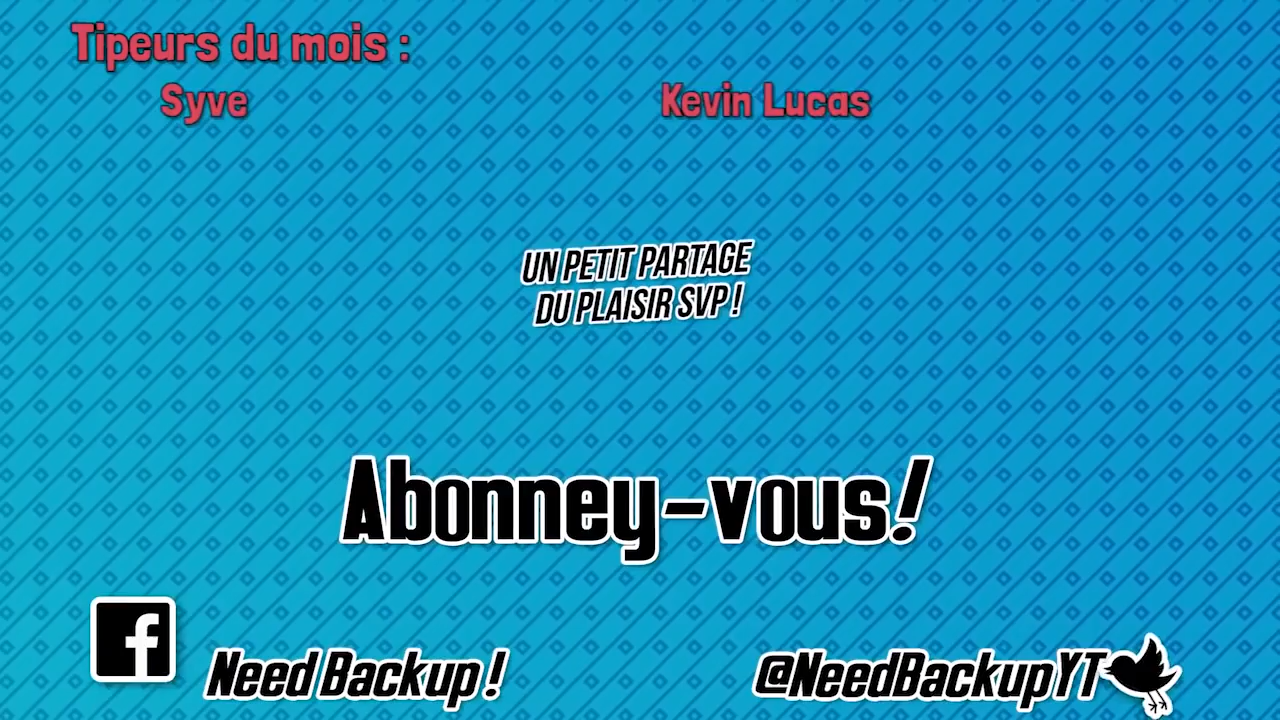 Tipeurs du mois :
Syve
Kevin Lucas
UN PETIT PARTAGE
DU PLAISIR SVP !
Abonney-vous!
f
Need Backup !
@NeedBackupYT